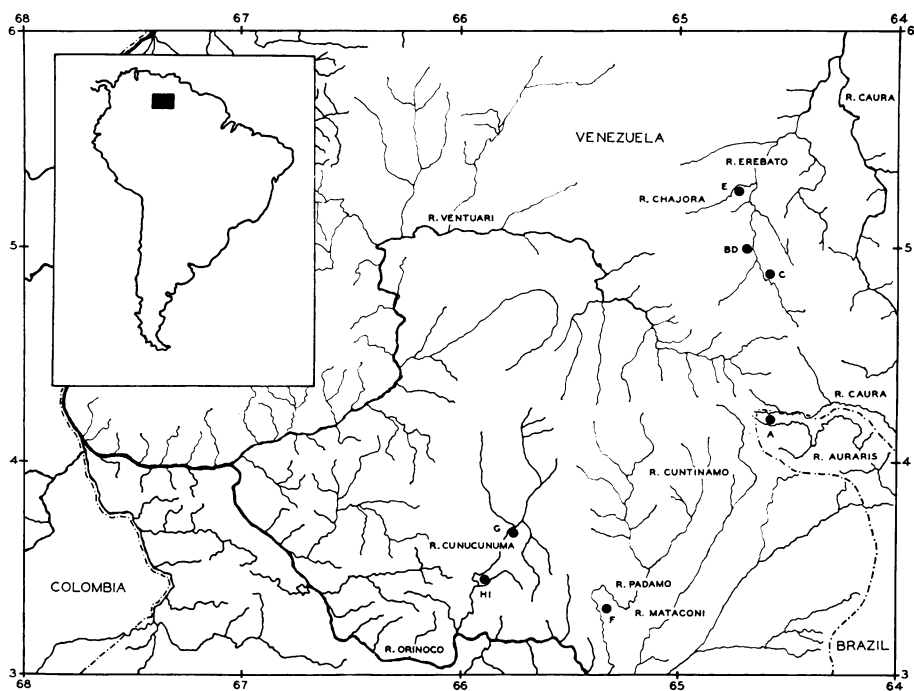 68 67 66 65 64
6 6
R. CAURA
VENEZUELA
R. EREBATO
E
R. CHAJORA
R. VENTUARI
5 BD 5
C
R. CAURA
A
4 R. AURARIS 4
R. CUNTINAMO
G
R. CUNUCUNUMA
COLOMBIA HI R. PADAMO
F R. MATACONI
R. ORINOCO BRAZIL
3 3
68 67 66 65 64